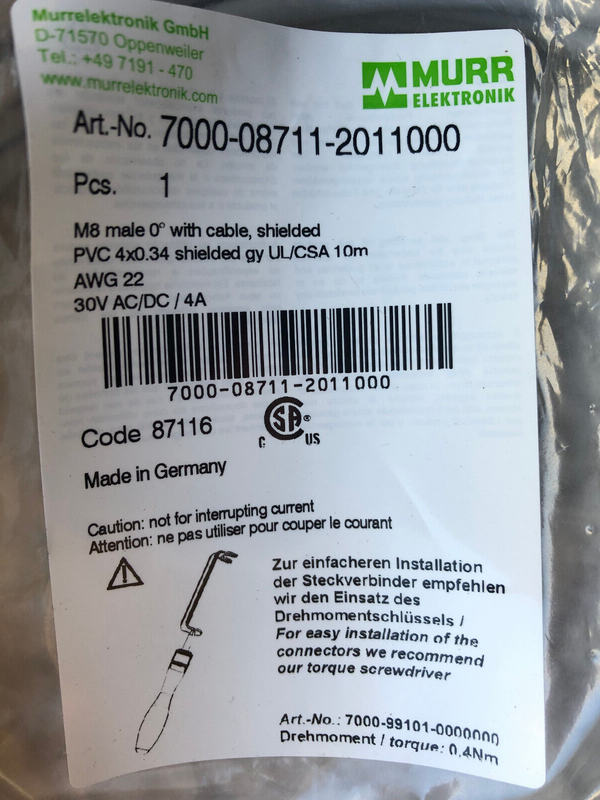 Murrelektronik GmbH
D-71570 Oppenweiler
Tel.: +49 7191 - 470
www.murrelektronik.com
MURR
ELEKTRONIK
Art.-No. 7000-08711-2011000
Pcs. 1
M8 male 0° with cable, shielded
PVC 4x0.34 shielded gy UL/CSA 10m
AWG 22
30V AC/DC / 4A
7000-08711-2011000
Code 87116
SA®
C US
Made in Germany
Caution: not for interrupting current
Attention: ne pas utiliser pour couper le courant
Zur einfacheren Installation
der Steckverbinder empfehlen
wir den Einsatz des
Drehmomentschlüssels /
For easy installation of the
connectors we recommend
our torque screwdriver
Art.-No.: 7000-99101-0000000
Drehmoment / torque: 0,4Nm